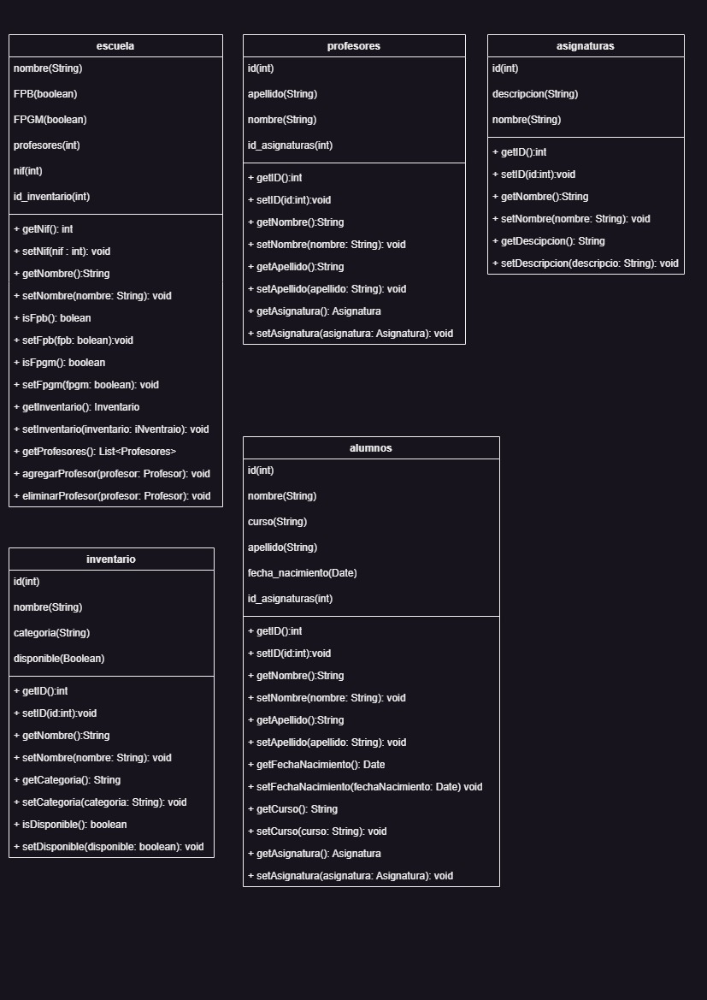 escuela
nombre(String)
FPB(boolean)
FPGM(boolean)
profesores(int)
nif(int)
id_inventario(int)
+ getNif(): int
+ setNif(nif : int): void
+ getNombre():String
+ setNombre(nombre: String): void
+ isFpb(): bolean
+ setFpb(fpb: bolean):void
+ isFpgm(): boolean
+ setFpgm(fpgm: boolean): void
+ getInventario(): Inventario
+ setInventario(inventario: iNventraio): void
+ getProfesores(): List<Profesores>
+ agregarProfesor(profesor: Profesor): void
+ eliminarProfesor(profesor: Profesor): void
profesores
id(int)
apellido(String)
nombre(String)
id_asignaturas(int)
+ getID():int
+ setID(id:int):void
+ getNombre():String
+ setNombre(nombre: String): void
+ getApellido():String
+ setApellido(apellido: String): void
+ getAsignatura(): Asignatura
+ setAsignatura(asignatura: Asignatura): void
asignaturas
id(int)
descripcion(String)
nombre(String)
+ getID():int
+ setID(id:int):void
+ getNombre():String
+ setNombre(nombre: String): void
+ getDescipcion(): String
+ setDescripcion(descripcio: String): void
inventario
id(int)
nombre(String)
categoria(String)
disponible(Boolean)
+ getID():int
+ setID(id:int):void
+ getNombre():String
+ setNombre(nombre: String): void
+ getCategoria(): String
+ setCategoria(categoria: String): void
+ isDisponible(): boolean
+ setDisponible(disponible: boolean): void
alumnos
id(int)
nombre(String)
curso(String)
apellido(String)
fecha_nacimiento(Date)
id_asignaturas(int)
+ getID():int
+ setID(id:int):void
+ getNombre():String
+ setNombre(nombre: String): void
+ getApellido():String
+ setApellido(apellido: String): void
+ getFechaNacimiento(): Date
+ setFechaNacimiento(fechaNacimiento: Date) void
+ getCurso(): String
+ setCurso(curso: String): void
+ getAsignatura(): Asignatura
+ setAsignatura(asignatura: Asignatura): void